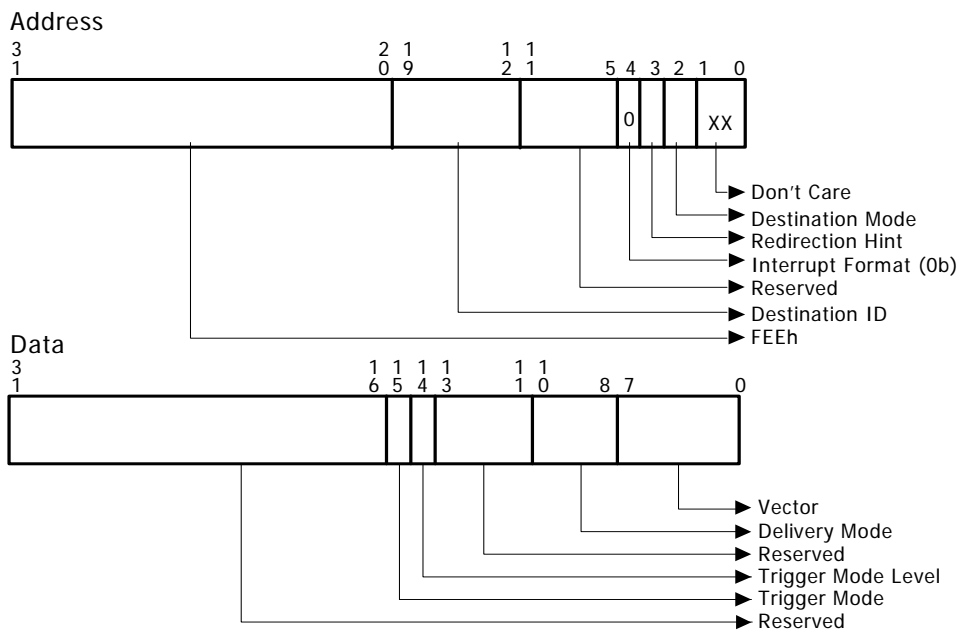 Address
3 2 1 1 1
1 0 9 2 1 5 4 3 2 1 0
0 XX
Don't Care
Destination Mode
Redirection Hint
Interrupt Format (0b)
Reserved
Destination ID
FEEh
Data
3 1 1 1 1 1 1
1 6 5 4 3 1 0 8 7 0
Vector
Delivery Mode
Reserved
Trigger Mode Level
Trigger Mode
Reserved